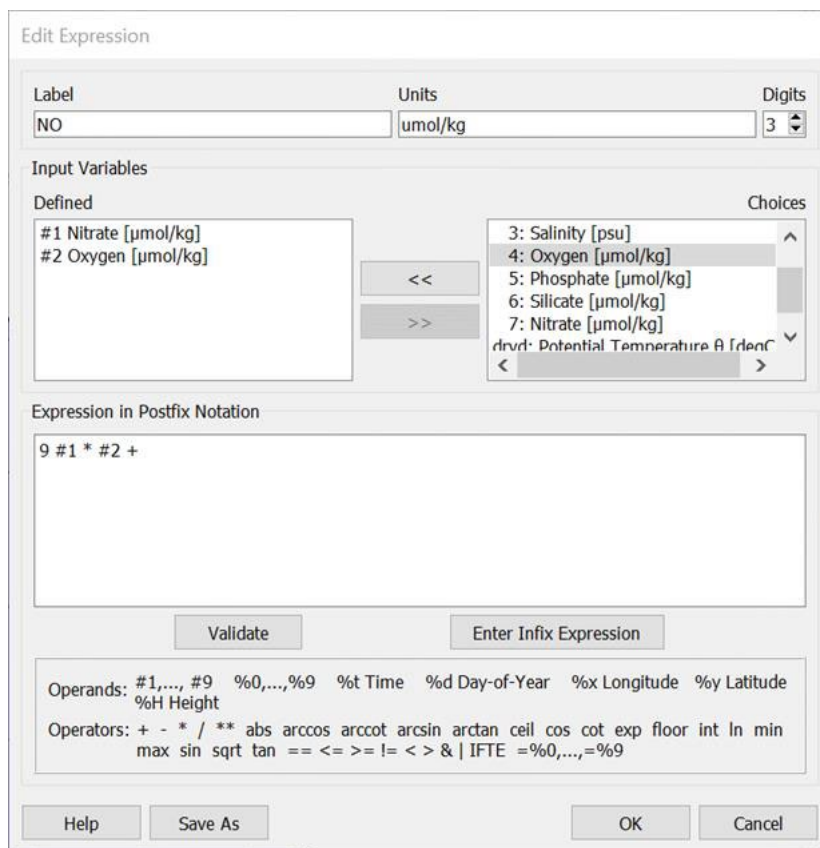 Edit Expression
Label Units Digits
NO umol/kg 3
Input Variables
Defined Choices
#1 Nitrate [µmol/kg]
#2 Oxygen [µmol/kg]
<<
>>
3: Salinity [psu]
4: Oxygen [µmol/kg]
5: Phosphate [µmol/kg]
6: Silicate [µmol/kg]
7: Nitrate [µmol/kg]
drvd: Potential Temperature θ [degC
Expression in Postfix Notation
9 #1 * #2 +
Validate Enter Infix Expression
Operands: #1,..., #9 %0,...,%9 %t Time %d Day-of-Year %x Longitude %y Latitude
%H Height
Operators: + - * / ** abs arccos arccot arcsin arctan ceil cos cot exp floor int ln min
max sin sqrt tan == <= >= != < > & | IFTE =%0,...,=%9
Help Save As OK Cancel